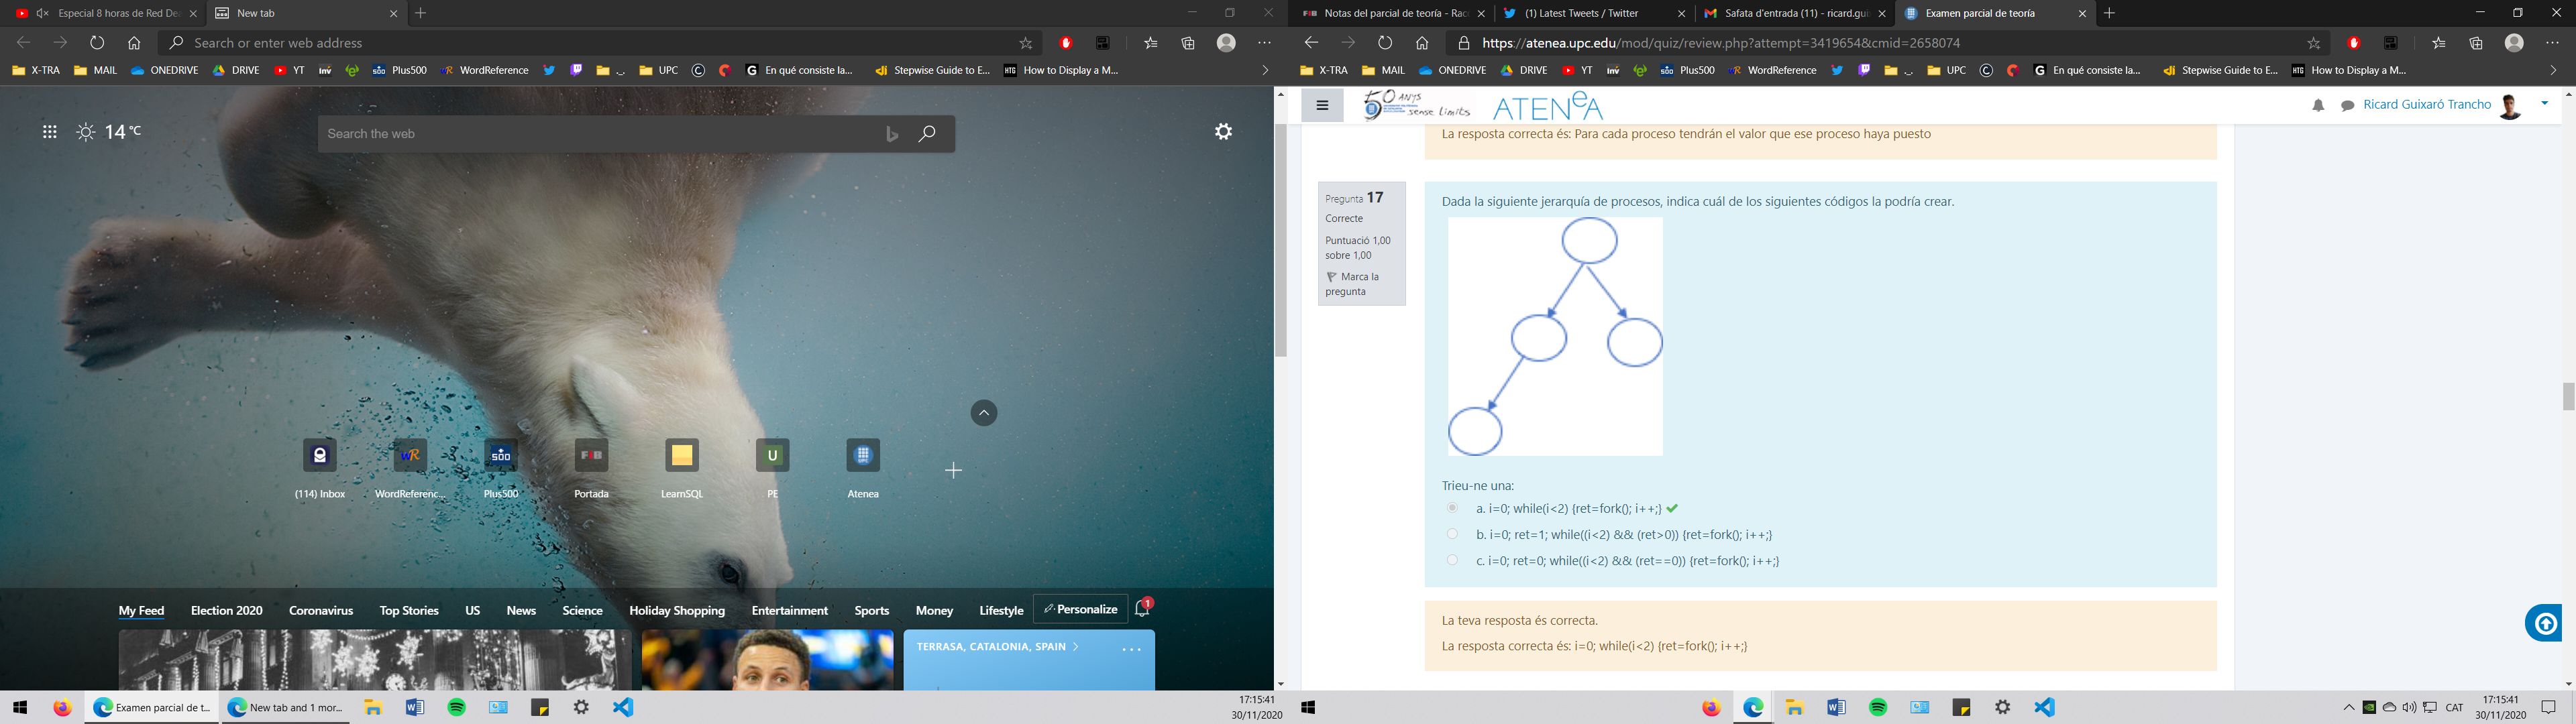 Especial 8 horas de Red De
New tab
Search or enter web address
X-TRA
MAIL
ONEDRIVE
DRIVE
YT
inv
Plus500
WordReference
UPC
En qué consiste la...
Stepwise Guide to E...
How to Display a M...
14 °C
Search the web
(114) Inbox
WordReferenc...
Plus500
Portada
LearnSQL
PE
Atenea
My Feed
Election 2020
Coronavirus
Top Stories
US
News
Science
Holiday Shopping
Entertainment
Sports
Money
Lifestyle
Personalize
1
TERRASA, CATALONIA, SPAIN
Examen parcial de t...
New tab and 1 mor...
17:15:41
30/11/2020
Notas del parcial de teoría - Rac
(1) Latest Tweets / Twitter
Safata d'entrada (11) - ricard.gui
Examen parcial de teoría
https://atenea.upc.edu/mod/quiz/review.php?attempt=3419654&cmid=2658074
X-TRA
MAIL
ONEDRIVE
DRIVE
YT
inv
Plus500
WordReference
UPC
En qué consiste la...
Stepwise Guide to E...
How to Display a M...
50 ANYS
sense límits
ATENeA
Ricard Guixaró Trancho
La resposta correcta és: Para cada proceso tendrán el valor que ese proceso haya puesto
Pregunta 17
Correcte
Puntuació 1,00
sobre 1,00
Marca la
pregunta
Dada la siguiente jerarquía de procesos, indica cuál de los siguientes códigos la podría crear.
Trieu-ne una:
a. i=0; while(i<2) {ret=fork(); i++;}
b. i=0; ret=1; while((i<2) && (ret>0)) {ret=fork(); i++;}
c. i=0; ret=0; while((i<2) && (ret==0)) {ret=fork(); i++;}
La teva resposta és correcta.
La resposta correcta és: i=0; while(i<2) {ret=fork(); i++;}
CAT
17:15:41
30/11/2020